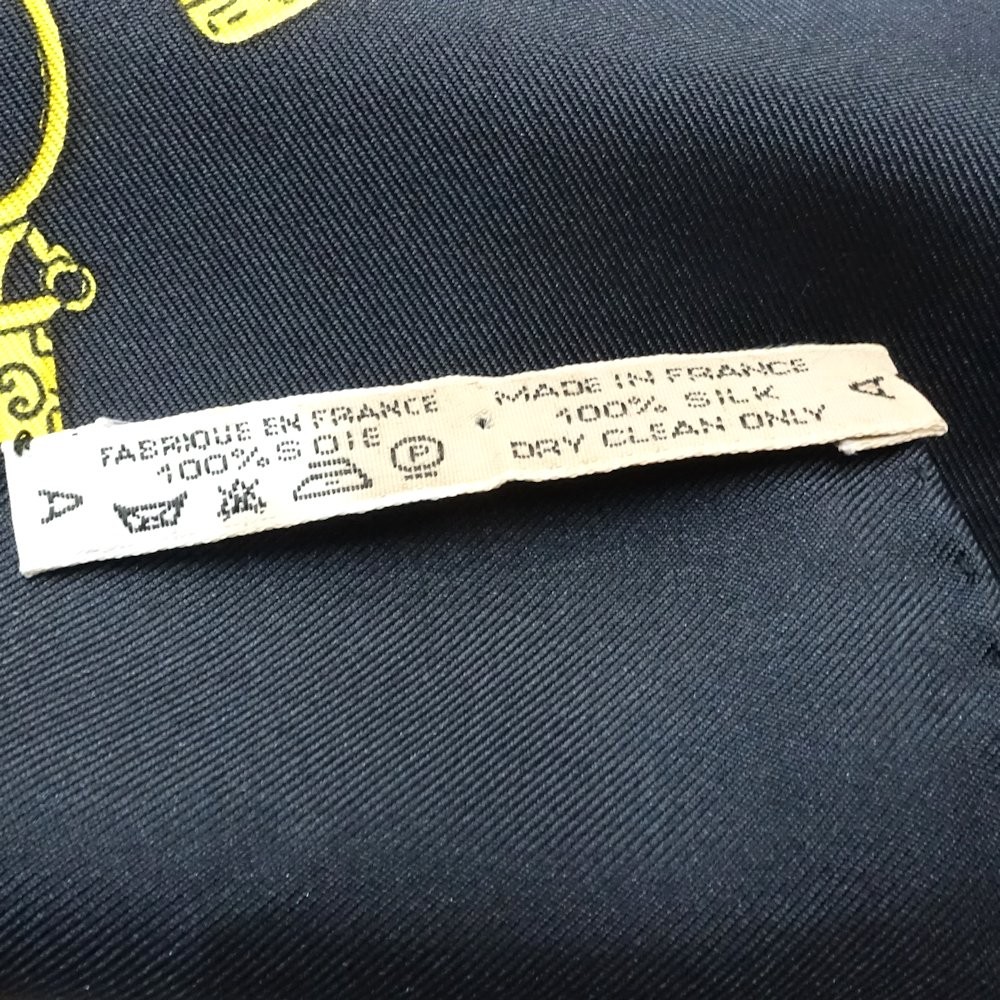 FABRIQUE EN FRANCE
100% SOIE
A
P
MADE IN FRANCE
100% SILK
DRY CLEAN ONLY
A